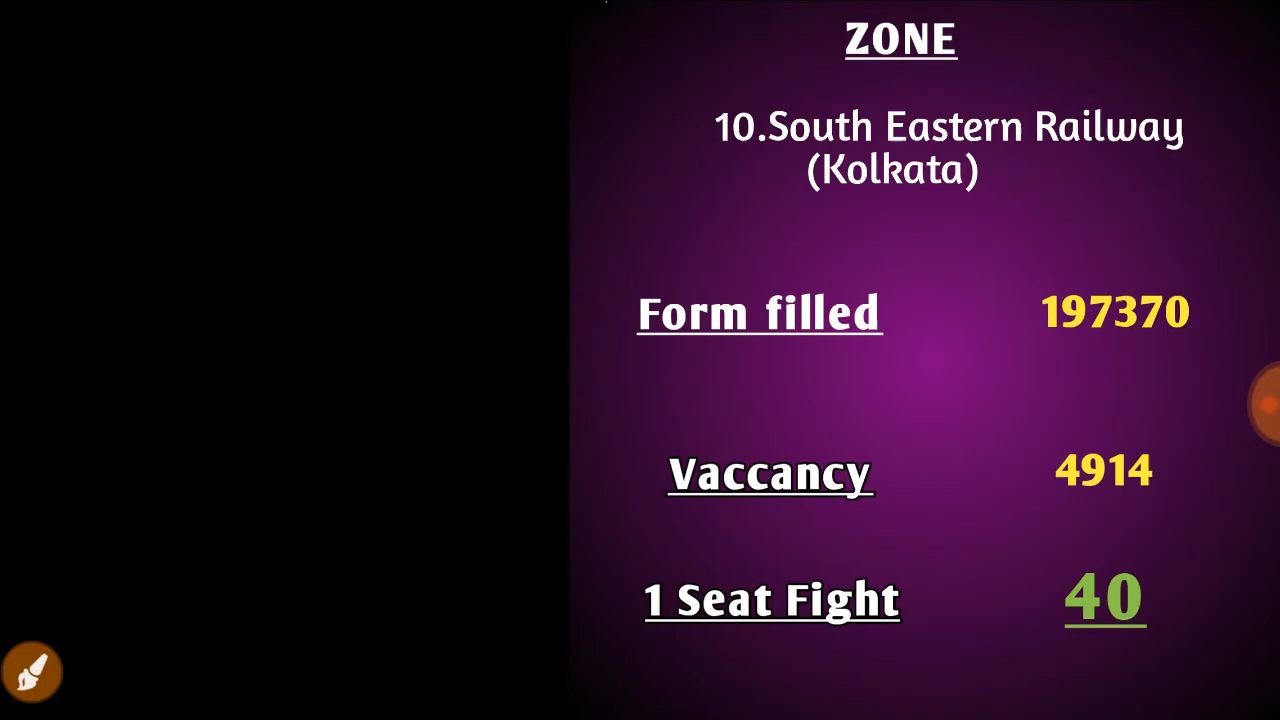 ZONE
10.South Eastern Railway
(Kolkata)
Form filled 197370
Vaccancy 4914
1 Seat Fight 40